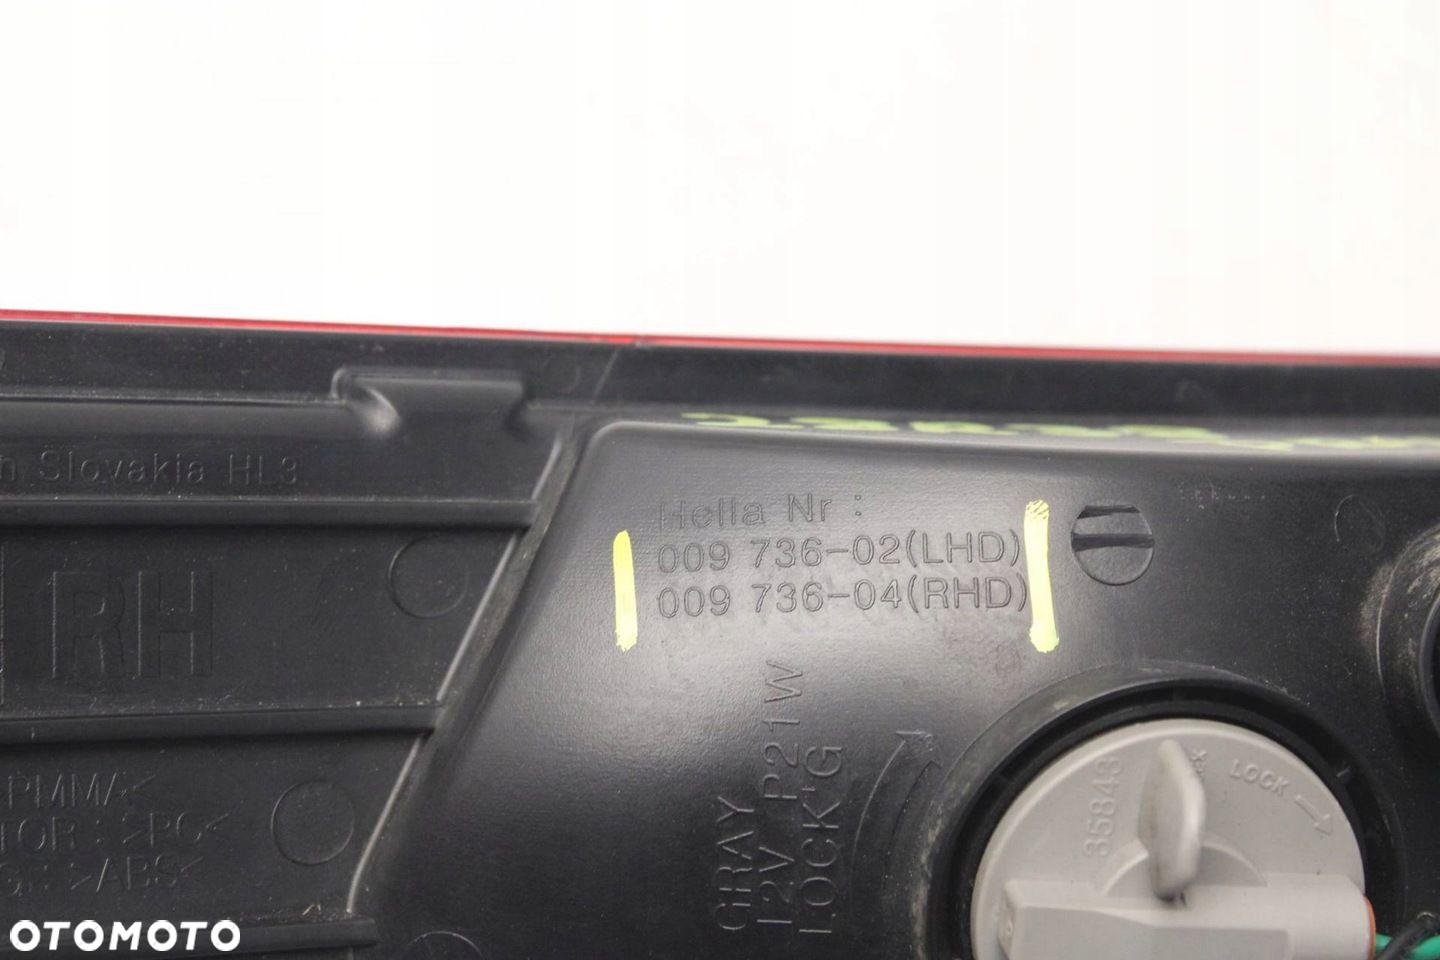 Slovakia HL3
Hella Nr :
009 736-02(LHD)
009 736-04(RHD)
RH
PMMA<
TOR : >PC<
>ABS<
GRAY
12V P21W
LOCK G
35843
LOCK
OTOMOTO